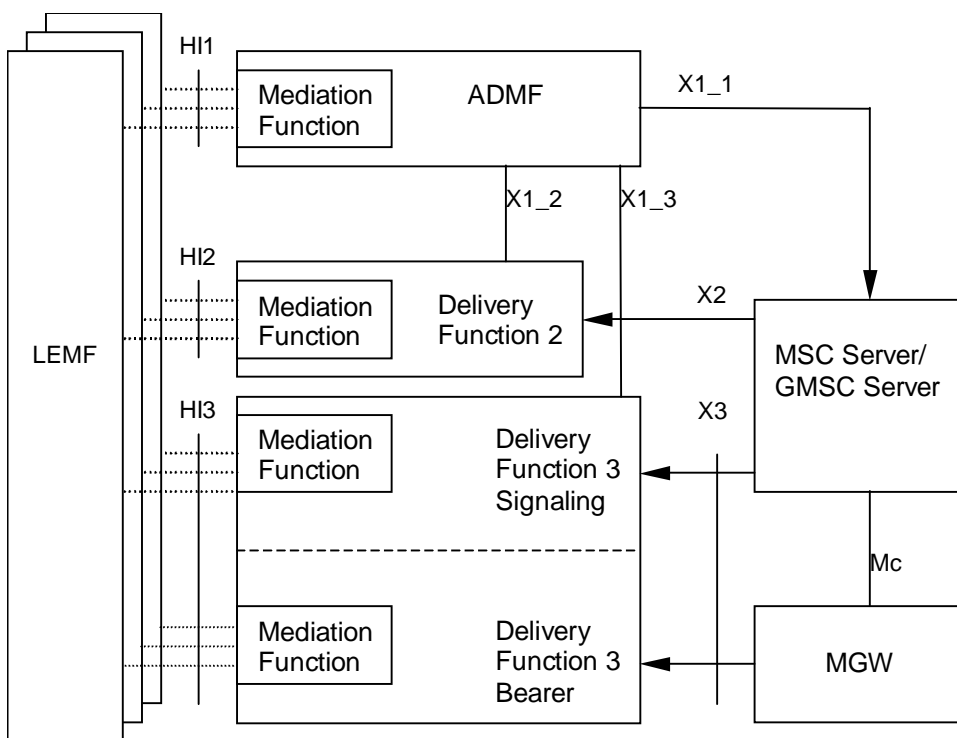 HI1
Mediation
Function
ADMF
X1_1
X1_2
X1_3
HI2
Mediation
Function
Delivery
Function 2
X2
MSC Server/
GMSC Server
LEMF
HI3
Mediation
Function
Delivery
Function 3
Signaling
X3
Mc
Mediation
Function
Delivery
Function 3
Bearer
MGW